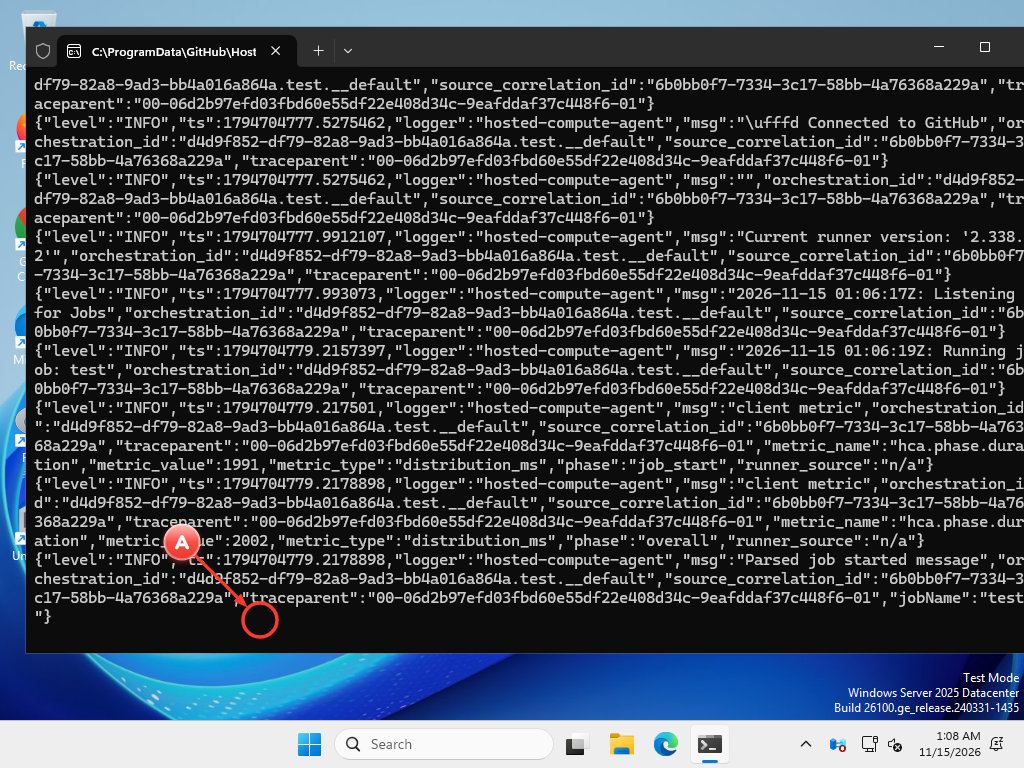 C:\ProgramData\GitHub\Host
df79-82a8-9ad3-bb4a016a864a.test.__default","source_correlation_id":"6b0bb0f7-7334-3c17-58bb-4a76368a229a","tr
aceparent":"00-06d2b97efd03fbd60e55df22e408d34c-9eafddaf37c448f6-01"}
{"level":"INFO","ts":1794704777.5275462,"logger":"hosted-compute-agent","msg":"\ufffd Connected to GitHub","or
chestration_id":"d4d9f852-df79-82a8-9ad3-bb4a016a864a.test.__default","source_correlation_id":"6b0bb0f7-7334-3
c17-58bb-4a76368a229a","traceparent":"00-06d2b97efd03fbd60e55df22e408d34c-9eafddaf37c448f6-01"}
{"level":"INFO","ts":1794704777.5275462,"logger":"hosted-compute-agent","msg":"","orchestration_id":"d4d9f852-
df79-82a8-9ad3-bb4a016a864a.test.__default","source_correlation_id":"6b0bb0f7-7334-3c17-58bb-4a76368a229a","tr
aceparent":"00-06d2b97efd03fbd60e55df22e408d34c-9eafddaf37c448f6-01"}
{"level":"INFO","ts":1794704777.9912107,"logger":"hosted-compute-agent","msg":"Current runner version: '2.338.
2'","orchestration_id":"d4d9f852-df79-82a8-9ad3-bb4a016a864a.test.__default","source_correlation_id":"6b0bb0f7
-7334-3c17-58bb-4a76368a229a","traceparent":"00-06d2b97efd03fbd60e55df22e408d34c-9eafddaf37c448f6-01"}
{"level":"INFO","ts":1794704777.993073,"logger":"hosted-compute-agent","msg":"2026-11-15 01:06:17Z: Listening
for Jobs","orchestration_id":"d4d9f852-df79-82a8-9ad3-bb4a016a864a.test.__default","source_correlation_id":"6b
0bb0f7-7334-3c17-58bb-4a76368a229a","traceparent":"00-06d2b97efd03fbd60e55df22e408d34c-9eafddaf37c448f6-01"}
{"level":"INFO","ts":1794704779.2157397,"logger":"hosted-compute-agent","msg":"2026-11-15 01:06:19Z: Running j
ob: test","orchestration_id":"d4d9f852-df79-82a8-9ad3-bb4a016a864a.test.__default","source_correlation_id":"6b
0bb0f7-7334-3c17-58bb-4a76368a229a","traceparent":"00-06d2b97efd03fbd60e55df22e408d34c-9eafddaf37c448f6-01"}
{"level":"INFO","ts":1794704779.217501,"logger":"hosted-compute-agent","msg":"client metric","orchestration_id
":"d4d9f852-df79-82a8-9ad3-bb4a016a864a.test.__default","source_correlation_id":"6b0bb0f7-7334-3c17-58bb-4a763
68a229a","traceparent":"00-06d2b97efd03fbd60e55df22e408d34c-9eafddaf37c448f6-01","metric_name":"hca.phase.dura
tion","metric_value":1991,"metric_type":"distribution_ms","phase":"job_start","runner_source":"n/a"}
{"level":"INFO","ts":1794704779.2178898,"logger":"hosted-compute-agent","msg":"client metric","orchestration_i
d":"d4d9f852-df79-82a8-9ad3-bb4a016a864a.test.__default","source_correlation_id":"6b0bb0f7-7334-3c17-58bb-4a76
368a229a","traceparent":"00-06d2b97efd03fbd60e55df22e408d34c-9eafddaf37c448f6-01","metric_name":"hca.phase.dur
ation","metric_ ue":2002,"metric_type":"distribution_ms","phase":"overall","runner_source":"n/a"}
{"level":"INFO","ts":1794704779.2178898,"logger":"hosted-compute-agent","msg":"Parsed job started message","or
chestration_id":"d4d9f852-df79-82a8-9ad3-bb4a016a864a.test.__default","source_correlation_id":"6b0bb0f7-7334-3
c17-58bb-4a76368a229a","traceparent":"00-06d2b97efd03fbd60e55df22e408d34c-9eafddaf37c448f6-01","jobName":"test
"}
A
Test Mode
Windows Server 2025 Datacenter
Build 26100.ge_release.240331-1435
Search
1:08 AM
11/15/2026